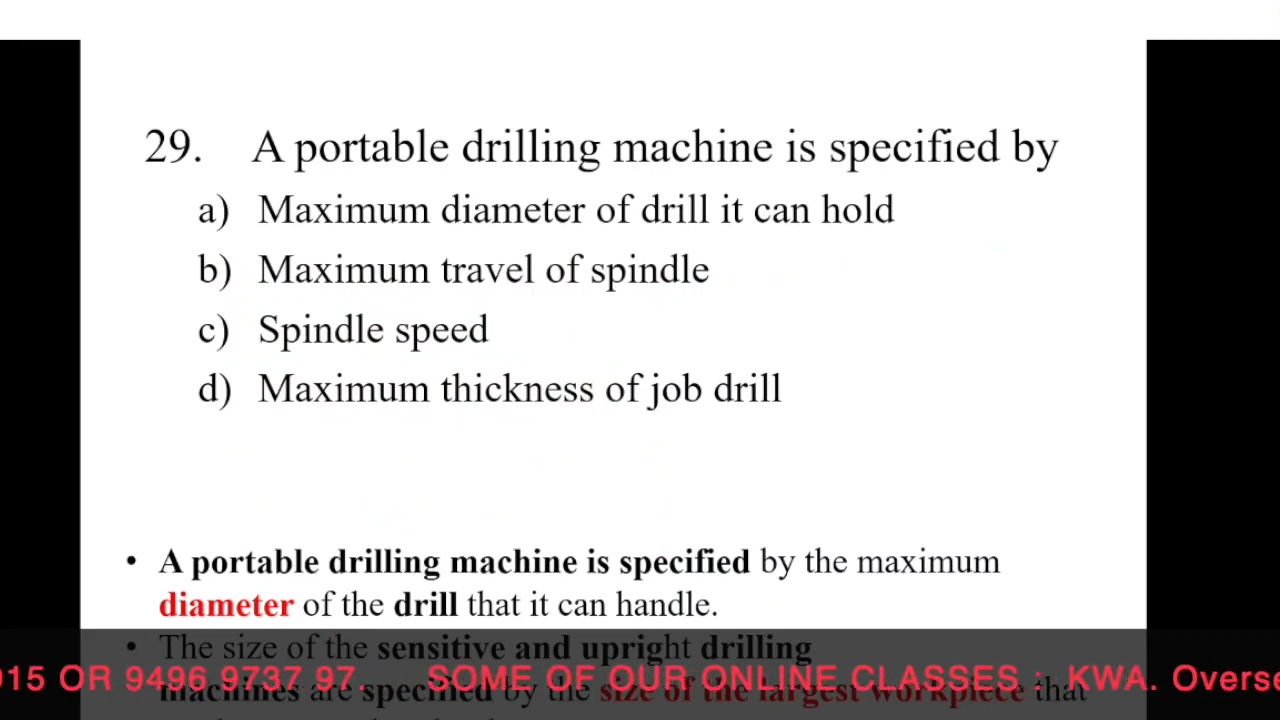 29. A portable drilling machine is specified by
a) Maximum diameter of drill it can hold
b) Maximum travel of spindle
c) Spindle speed
d) Maximum thickness of job drill
• A portable drilling machine is specified by the maximum
diameter of the drill that it can handle.
• The size of the sensitive and upright drilling
machines are specified by the size of the largest workpiece that
015 OR 9496 9737 97. SOME OF OUR ONLINE CLASSES : KWA. Overse